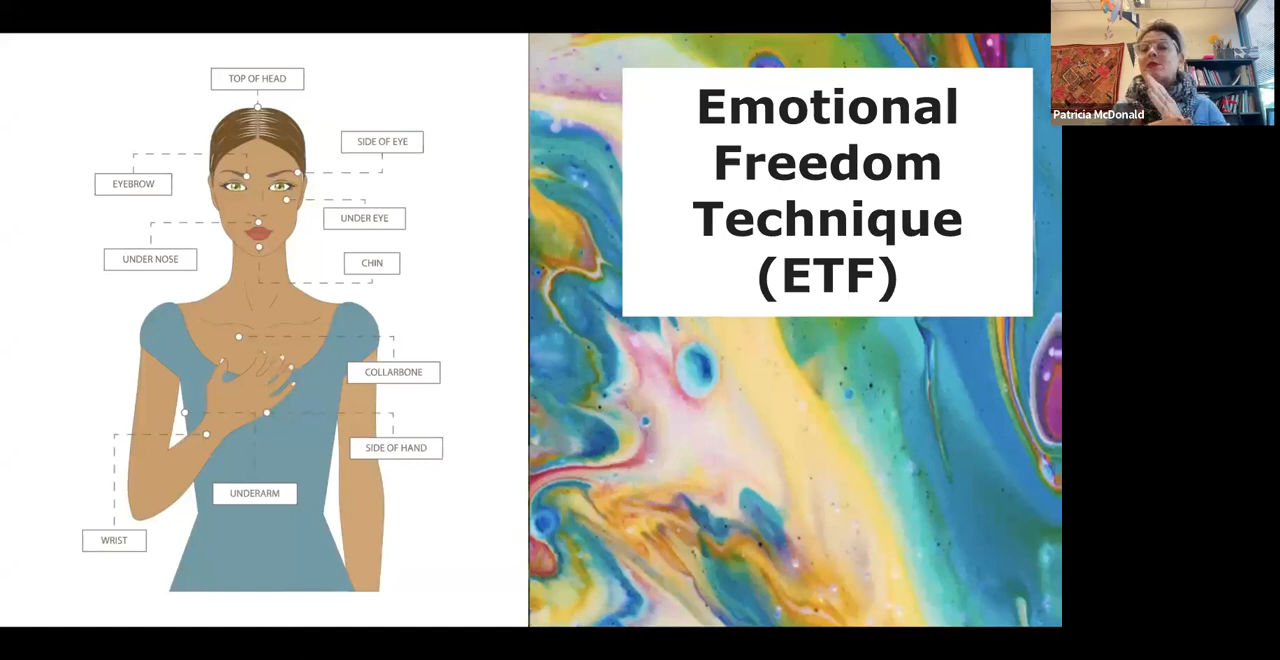 TOP OF HEAD
SIDE OF EYE
EYEBROW
UNDER EYE
UNDER NOSE
CHIN
COLLARBONE
SIDE OF HAND
UNDERARM
WRIST
Emotional
Freedom
Technique
(ETF)
Patricia McDonald